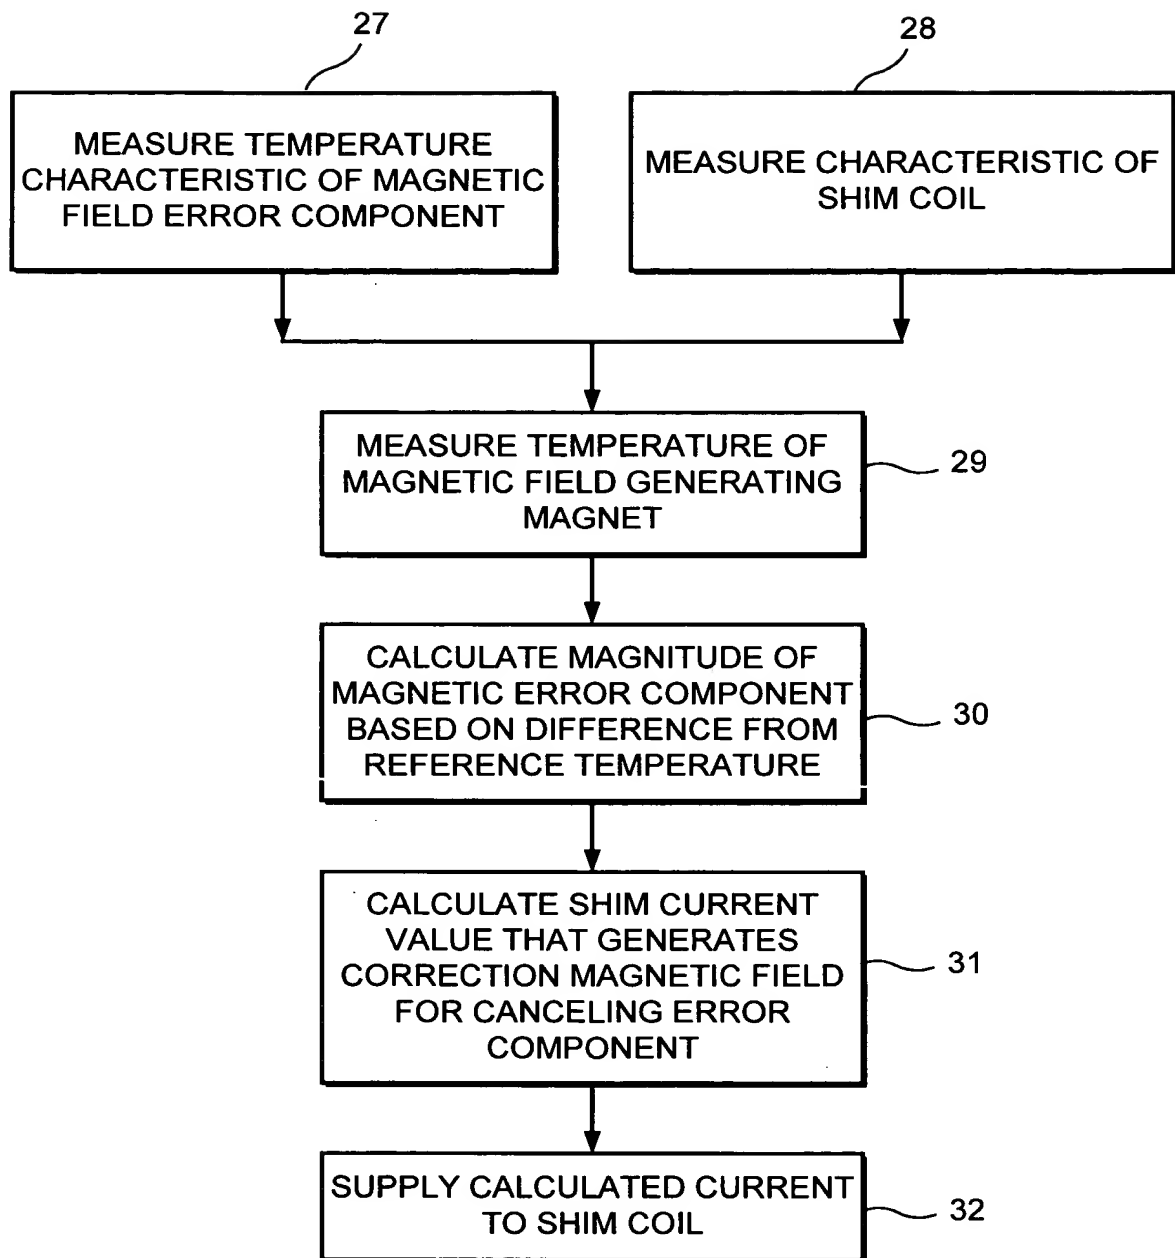 27
28
MEASURE TEMPERATURE
CHARACTERISTIC OF MAGNETIC
FIELD ERROR COMPONENT
MEASURE CHARACTERISTIC OF
SHIM COIL
MEASURE TEMPERATURE OF
MAGNETIC FIELD GENERATING
MAGNET
29
CALCULATE MAGNITUDE OF
MAGNETIC ERROR COMPONENT
BASED ON DIFFERENCE FROM
REFERENCE TEMPERATURE
30
CALCULATE SHIM CURRENT
VALUE THAT GENERATES
CORRECTION MAGNETIC FIELD
FOR CANCELING ERROR
COMPONENT
31
SUPPLY CALCULATED CURRENT
TO SHIM COIL
32